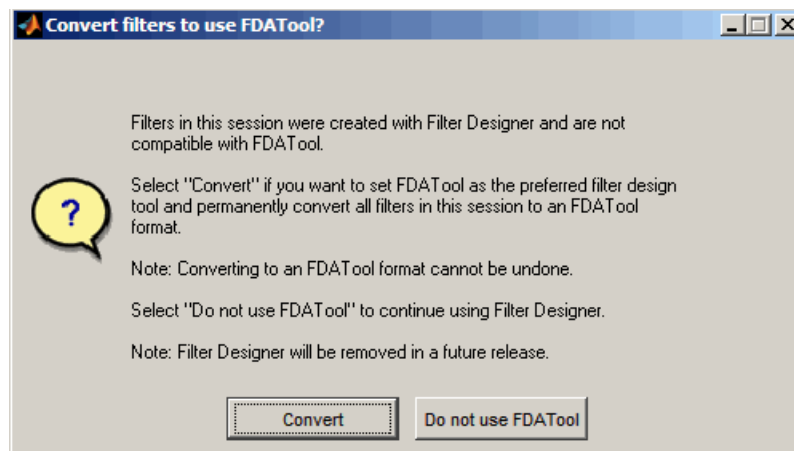 Convert filters to use FDATool?
Filters in this session were created with Filter Designer and are not
compatible with FDATool.
Select "Convert" if you want to set FDATool as the preferred filter design
tool and permanently convert all filters in this session to an FDATool
format.
?
Note: Converting to an FDATool format cannot be undone.
Select "Do not use FDATool" to continue using Filter Designer.
Note: Filter Designer will be removed in a future release.
Convert
Do not use FDATool